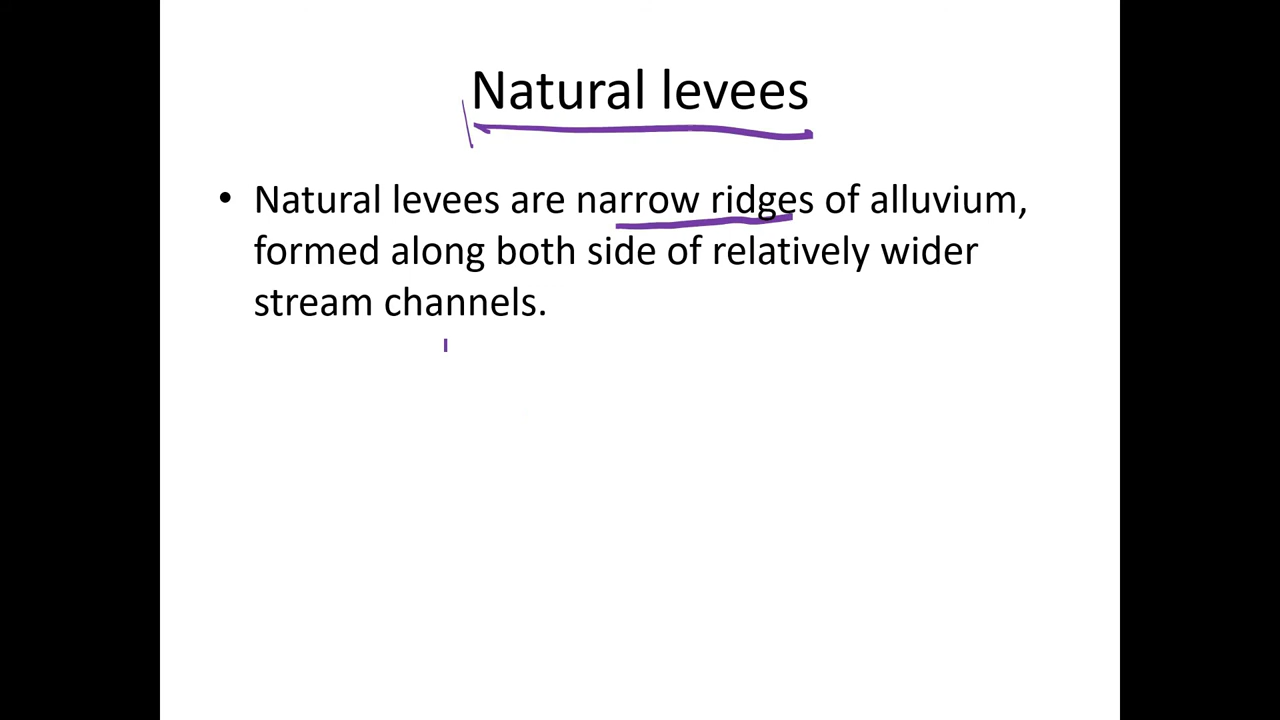 Natural levees
• Natural levees are narrow ridges of alluvium,
formed along both side of relatively wider
stream channels.